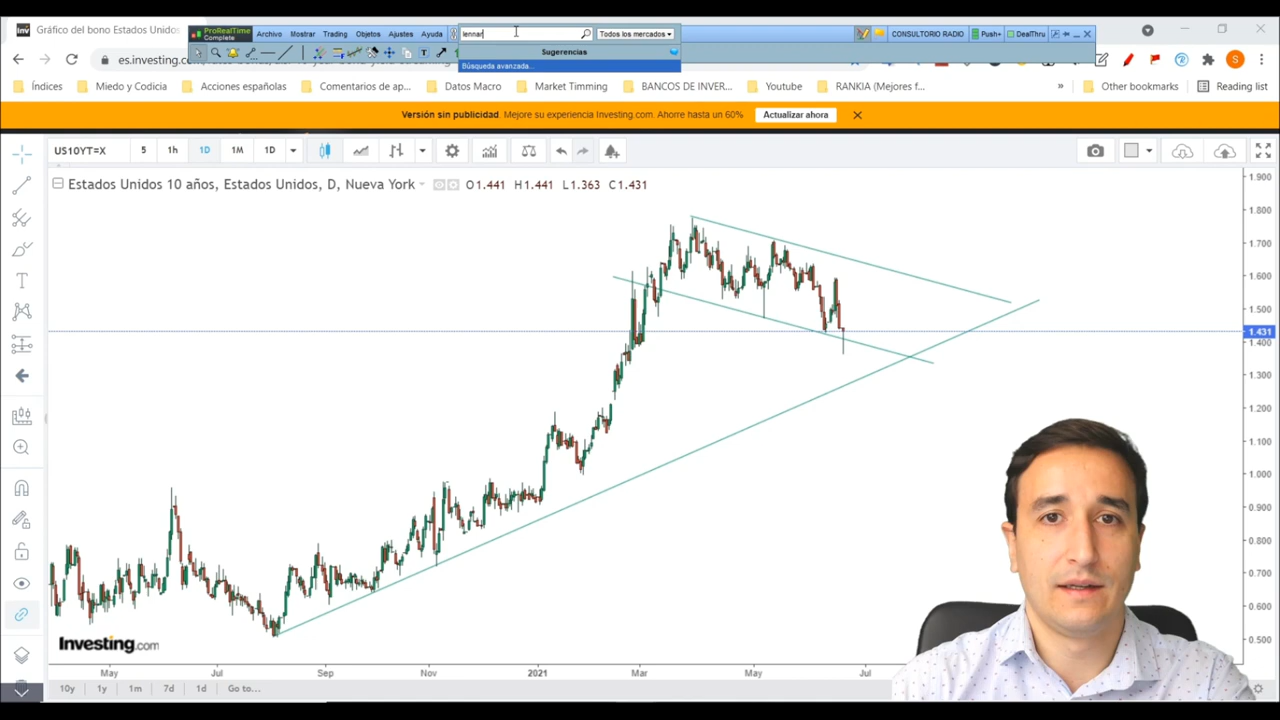 Gráfico del bono Estados Unidos
ProRealTime
Complete
Archivo Mostrar Trading Objetos Ajustes Ayuda
lennar
Todos los mercados
CONSULTORIO RADIO
Push+
DealThru
Sugerencias
Búsqueda avanzada...
es.investing.com/
S
Índices Miedo y Codicia Acciones españolas Comentarios de ap... Datos Macro Market Timming BANCOS DE INVER... Youtube RANKIA (Mejores f... » Other bookmarks Reading list
Versión sin publicidad. Mejore su experiencia Investing.com. Ahorre hasta 60% Actualizar ahora
US10YT=X 5 1h 1D 1M 1D
Estados Unidos 10 años, Estados Unidos, D, Nueva York O1.441 H1.441 L1.363 C1.431
1.900
1.800
1.700
1.600
1.500
1.431
1.400
1.300
1.200
1.100
1.000
0.900
0.800
0.700
0.600
0.500
Investing.com
May Jul Sep Nov 2021 Mar May Jul
10y 1y 1m 7d 1d Go to...